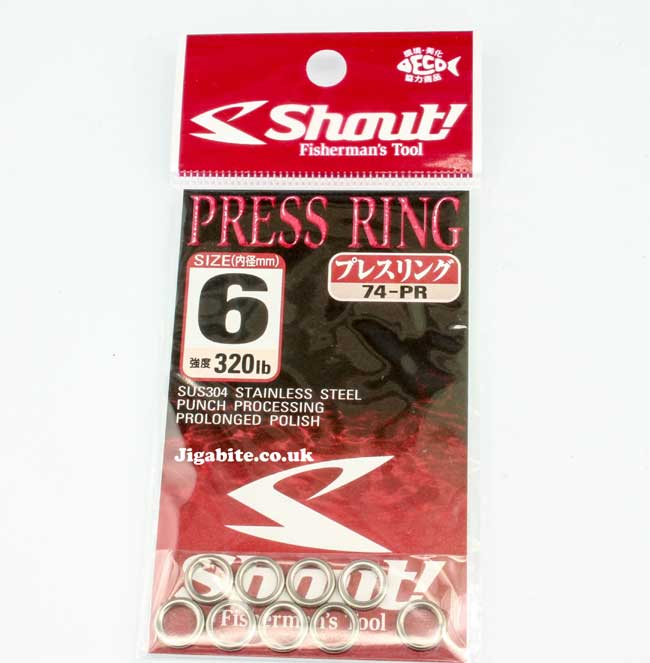 環境・美化
ECO
協力商品
Shout!
Fisherman's Tool
PRESS RING
SIZE(内径mm)
6
強度 320lb
プレスリング
74-PR
SUS304 STAINLESS STEEL
PUNCH PROCESSING
PROLONGED POLISH
Jigabite.co.uk
Shout!
Fisherman's Tool